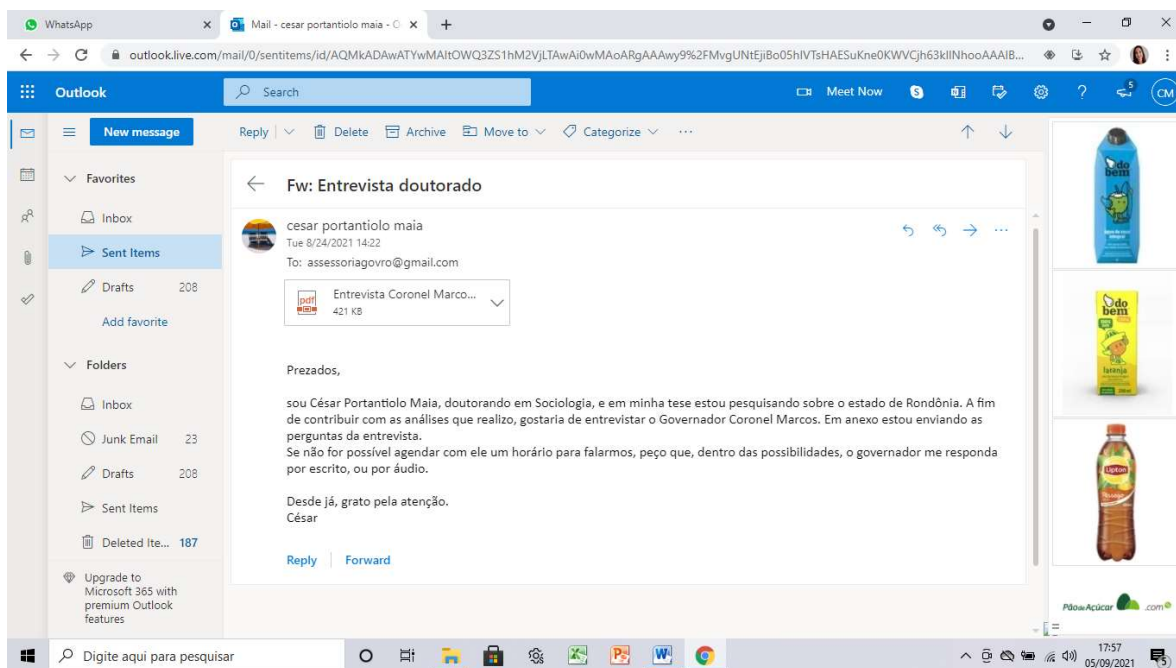 WhatsApp
Mail - cesar portantiolo maia - O
outlook.live.com/mail/0/sentitems/id/AQMkADAwATYwMAItOWQ3ZS1hM2VjLTAwAi0wMAoARgAAAwy9%2FMvgUNtEjiBo05hIVTsHAESuKne0KWVCjh63kIINhooAAAIB...
Outlook
Search
Meet Now
5
CM
New message
Reply
Delete
Archive
Move to
Categorize
Favorites
Inbox
Sent Items
Drafts 208
Add favorite
Folders
Inbox
Junk Email 23
Drafts 208
Sent Items
Deleted Ite... 187
Upgrade to
Microsoft 365 with
premium Outlook
features
Fw: Entrevista doutorado
cesar portantiolo maia
Tue 8/24/2021 14:22
To: assessoriagovro@gmail.com
pdf
Entrevista Coronel Marco...
421 KB
Prezados,
sou César Portantiolo Maia, doutorando em Sociologia, e em minha tese estou pesquisando sobre o estado de Rondônia. A fim
de contribuir com as análises que realizo, gostaria de entrevistar o Governador Coronel Marcos. Em anexo estou enviando as
perguntas da entrevista.
Se não for possível agendar com ele um horário para falarmos, peço que, dentro das possibilidades, o governador me responda
por escrito, ou por áudio.
Desde já, grato pela atenção.
César
Reply
Forward
do
bem
do
bem
laranja
Lipton
PãodeAçúcar .com
Digite aqui para pesquisar
17:57
05/09/2021